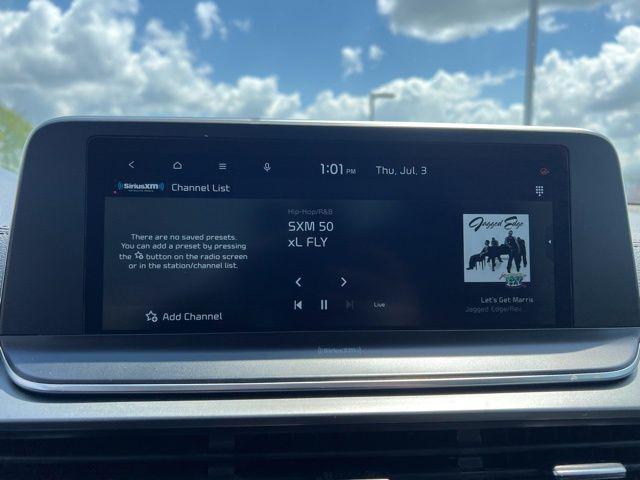 1:01 PM
Thu, Jul, 3
SiriusXM
Channel List
Hip-Hop/R&B
SXM 50
xL FLY
There are no saved presets.
You can add a preset by pressing
the button on the radio screen
or in the station/channel list.
Add Channel
Live
Jagged Edge
Let's Get Marris
Jagged Edge/Rev
SiriusXM